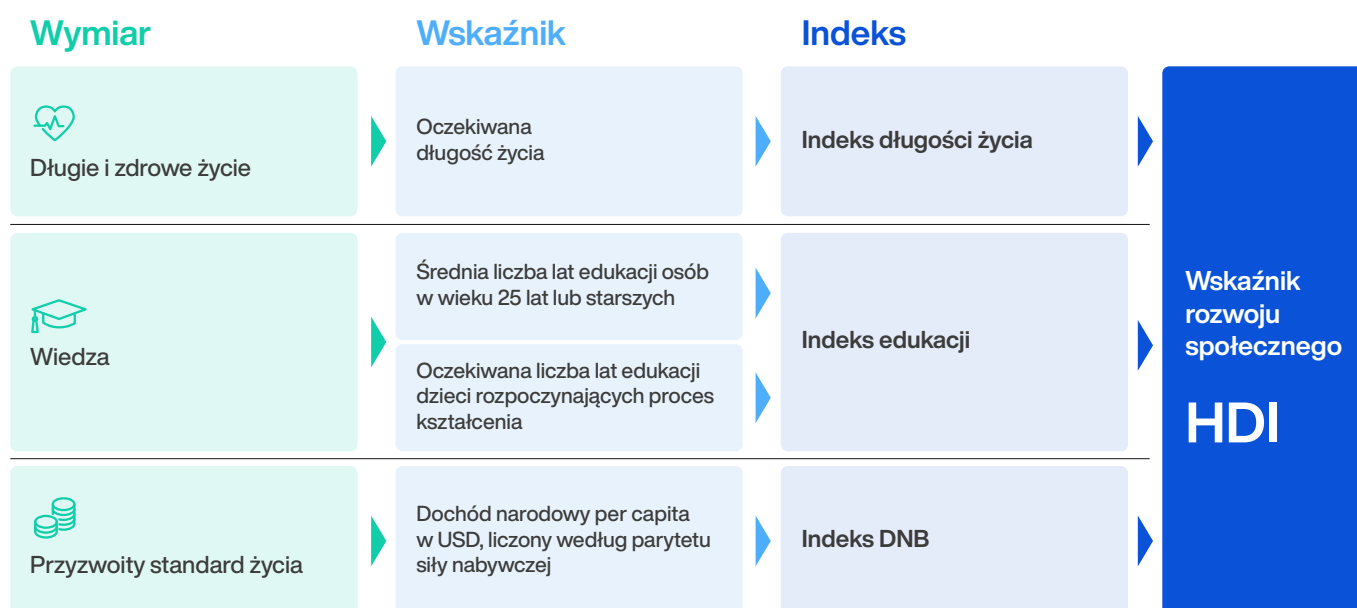 Wymiar
Wskaźnik
Indeks
Długie i zdrowe życie
Oczekiwana
długość życia
Indeks długości życia
Wiedza
Średnia liczba lat edukacji osób
w wieku 25 lat lub starszych
Oczekiwana liczba lat edukacji
dzieci rozpoczynających proces
kształcenia
Indeks edukacji
Przyzwoity standard życia
Dochód narodowy per capita
w USD, liczony według parytetu
siły nabywczej
Indeks DNB
Wskaźnik
rozwoju
społecznego
HDI